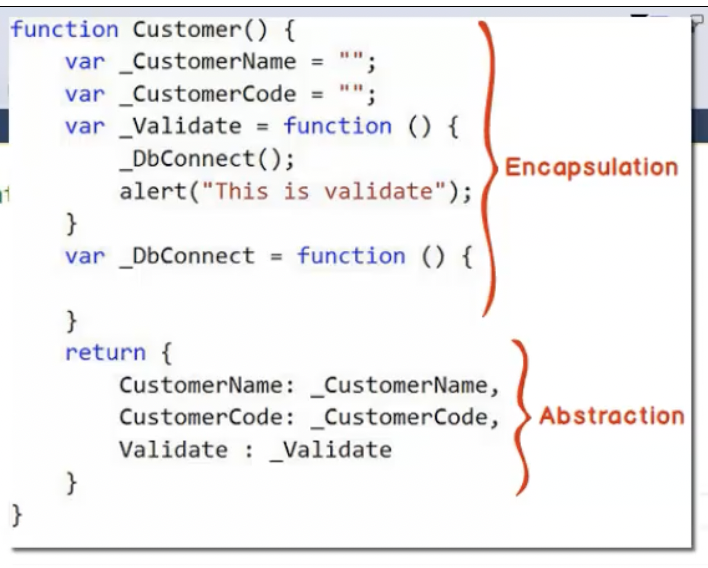 function Customer() {
    var _CustomerName = "";
    var _CustomerCode = "";
    var _Validate = function () {
        _DbConnect();
        alert("This is validate");
    }
    var _DbConnect = function () {
    }
    return {
        CustomerName: _CustomerName,
        CustomerCode: _CustomerCode,
        Validate : _Validate
    }
}
Encapsulation
Abstraction